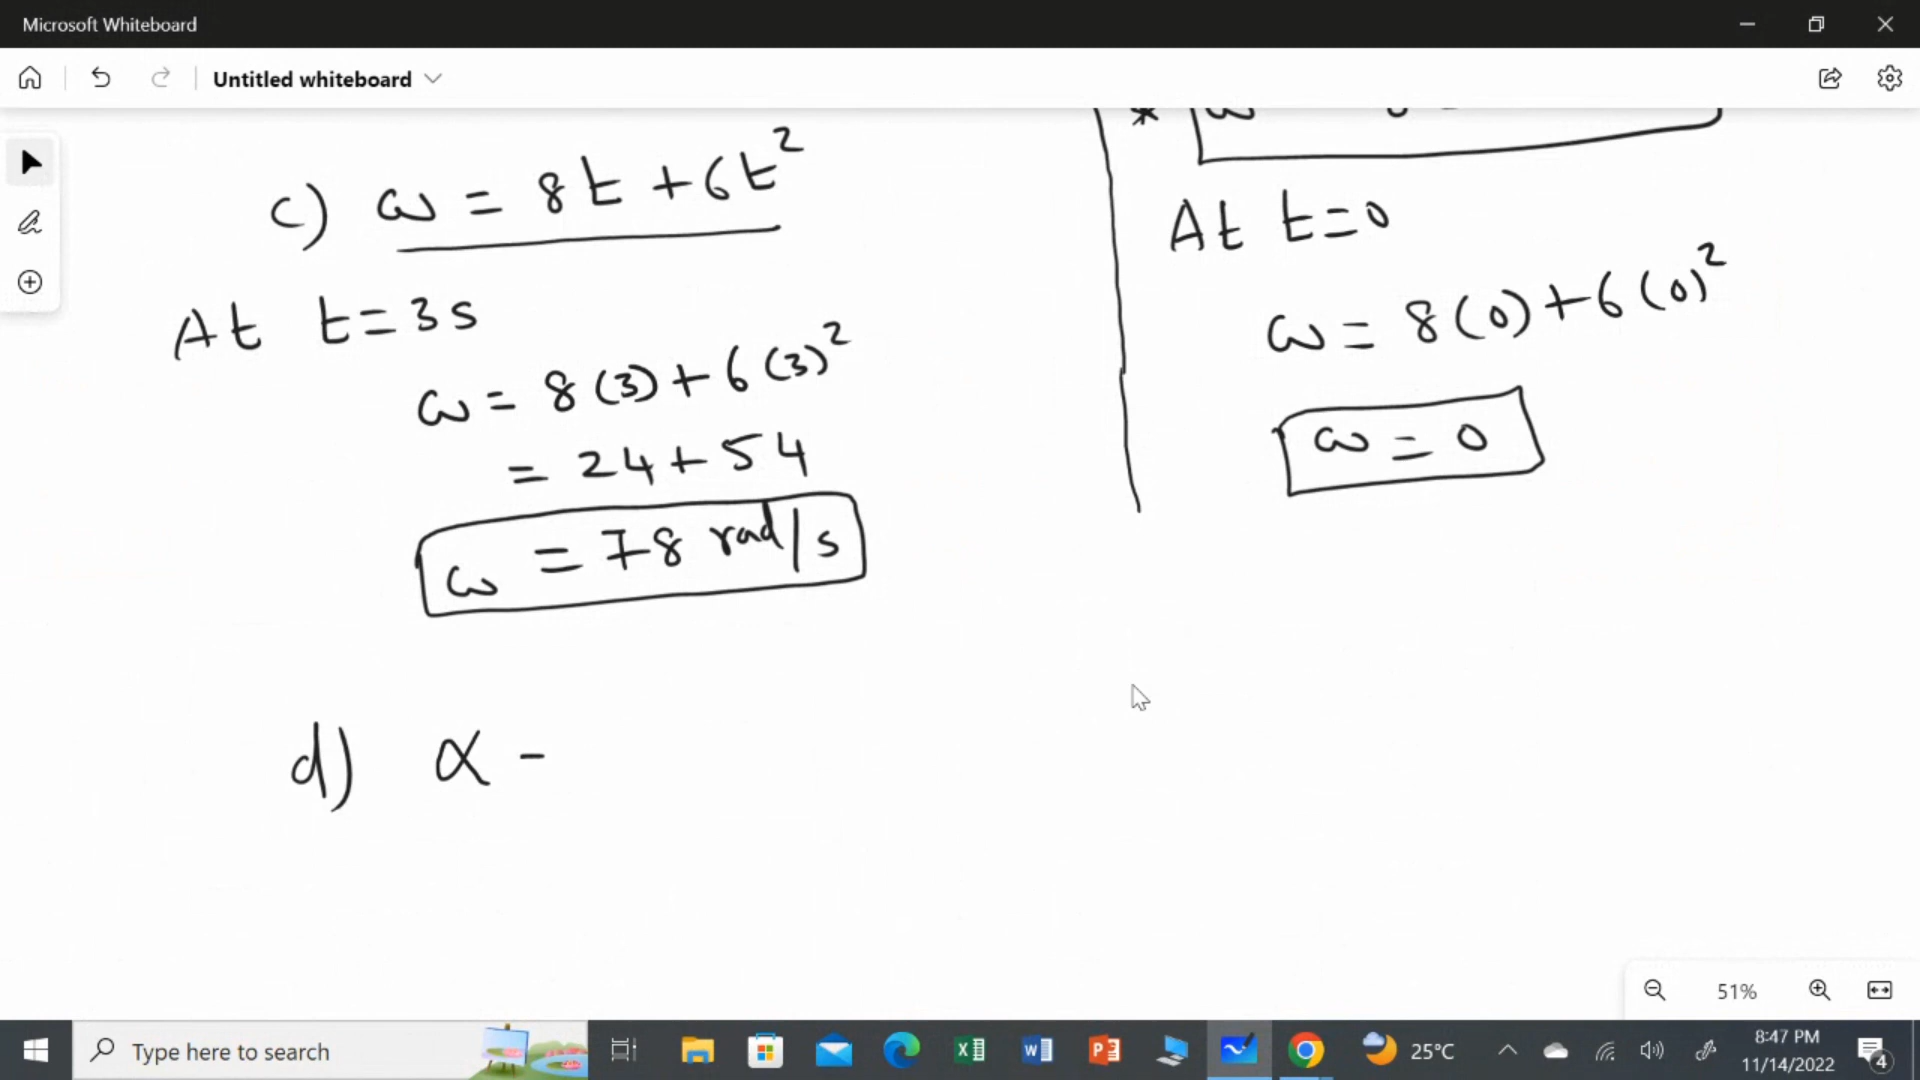 Microsoft Whiteboard
Untitled whiteboard
c) ω = 8t + 6t²
At t=3s
ω = 8(3) + 6(3)²
= 24 + 54
ω = 78 rad/s
d) α -
*
At t=0
ω = 8(0) + 6(0)²
ω = 0
51%
Type here to search
25°C
8:47 PM
11/14/2022
4